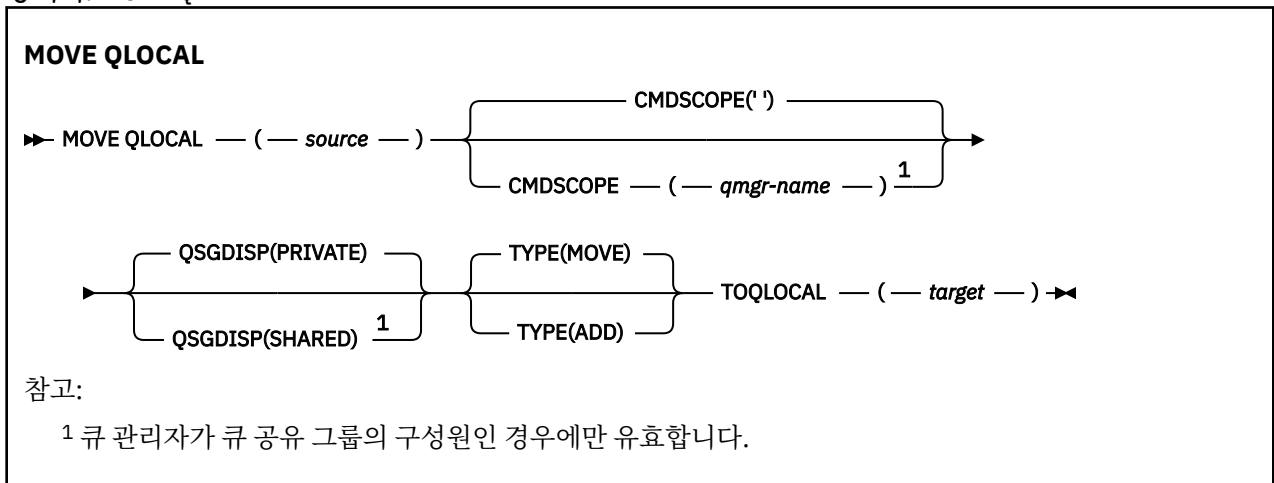 MOVE QLOCAL
CMDSCOPE(' ')
MOVE QLOCAL ( source )
CMDSCOPE ( qmgr-name ) 1
QSGDISP(PRIVATE) TYPE(MOVE)
TOQLOCAL ( target )
QSGDISP(SHARED) 1 TYPE(ADD)
참고:
1 큐 관리자가 큐 공유 그룹의 구성원인 경우에만 유효합니다.